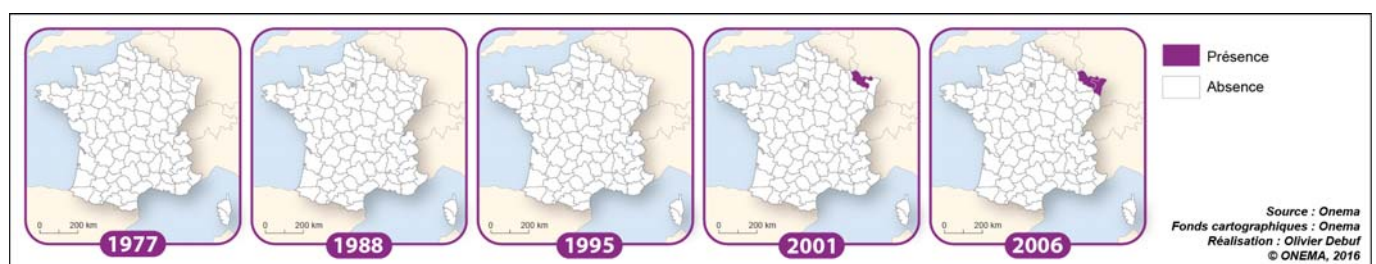 0 200 km
1977
0 200 km
1988
0 200 km
1995
0 200 km
2001
0 200 km
2006
Présence
Absence
Source : Onema
Fonds cartographiques : Onema
Réalisation : Olivier Debuf
© ONEMA, 2016